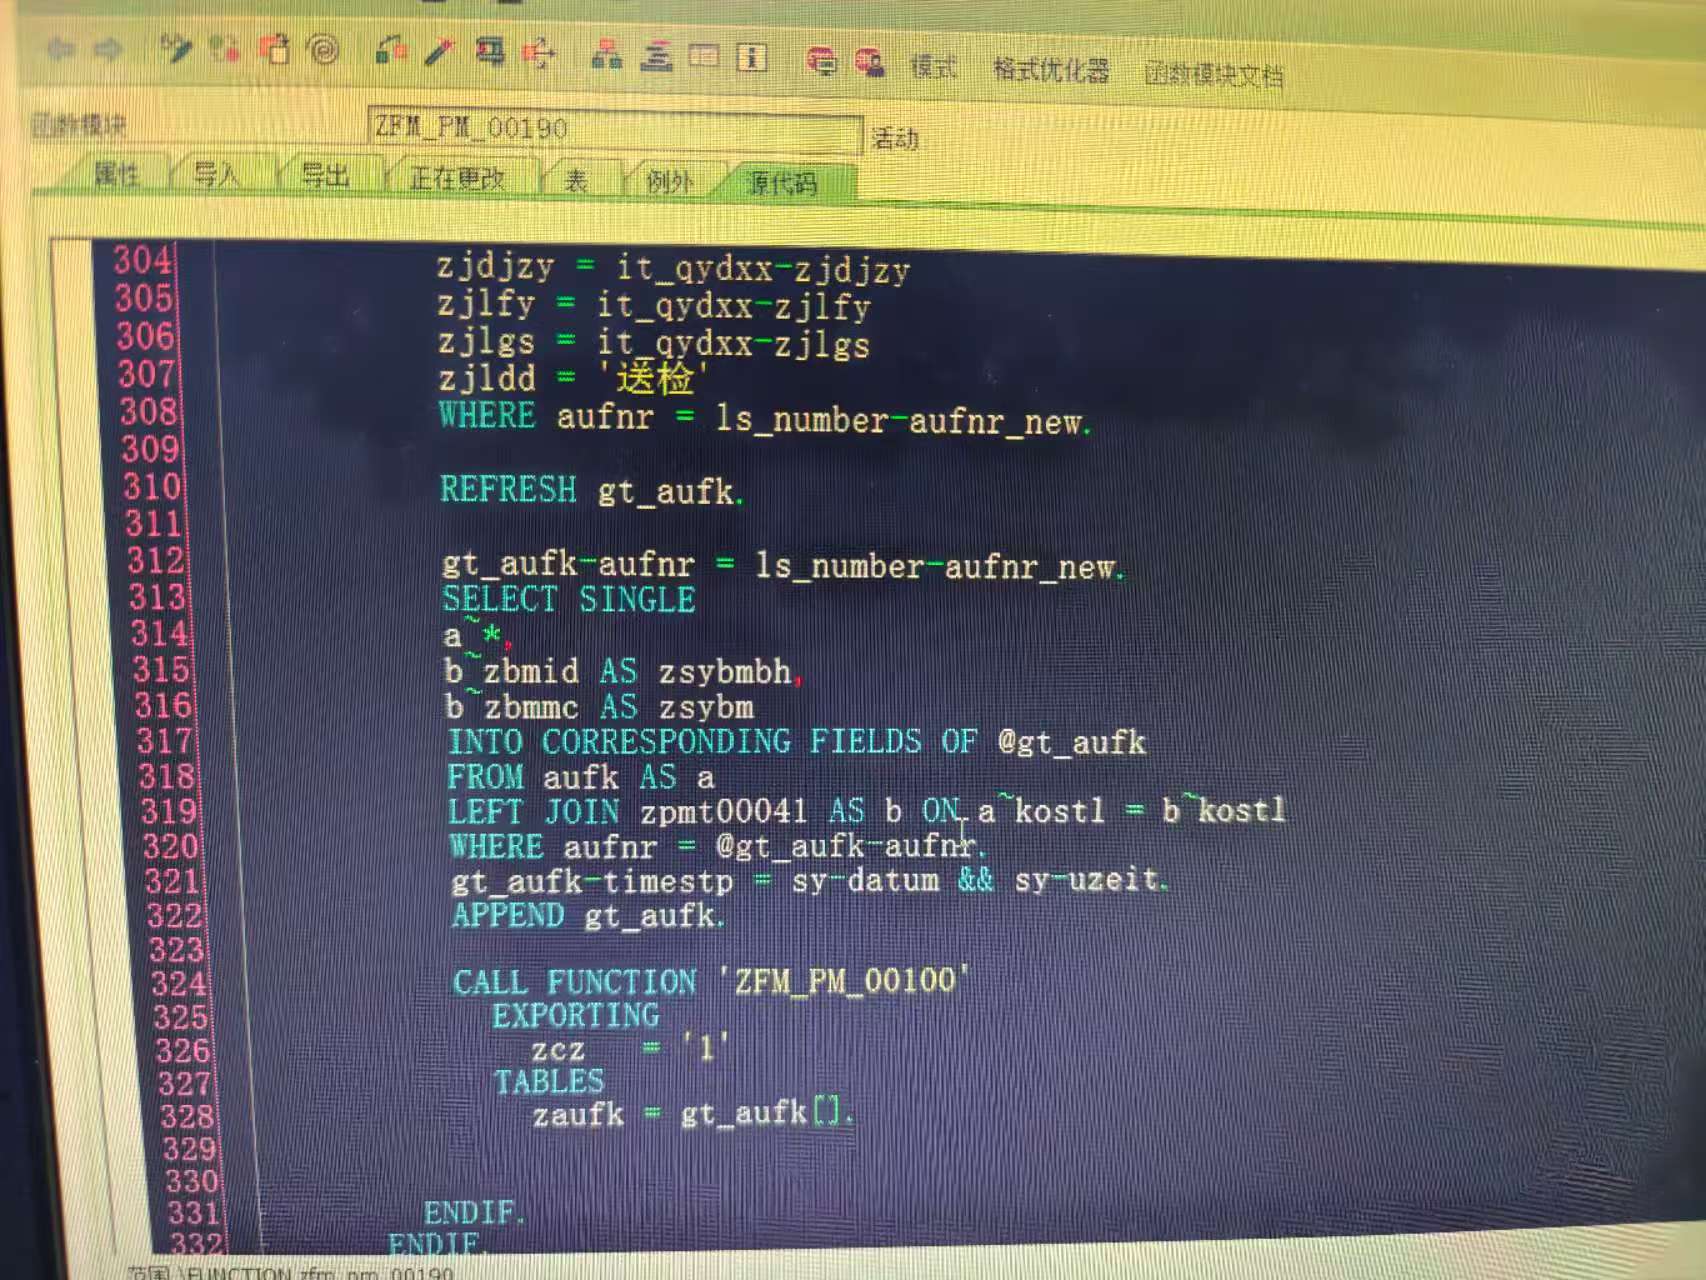 模式 格式优化器 函数模块文档
函数模块 ZFM_PM_00190 活动
属性 导入 导出 正在更改 表 例外 源代码
304 zjdjzy = it_qydxx-zjdjzy
305 zjlfy = it_qydxx-zjlfy
306 zjlgs = it_qydxx-zjlgs
307 zjldd = '送检'
308 WHERE aufnr = ls_number-aufnr_new.
309
310 REFRESH gt_aufk.
311
312 gt_aufk-aufnr = ls_number-aufnr_new.
313 SELECT SINGLE
314 a~*,
315 b~zbmid AS zsybmbh,
316 b~zbmmc AS zsybm
317 INTO CORRESPONDING FIELDS OF @gt_aufk
318 FROM aufk AS a
319 LEFT JOIN zpmt00041 AS b ON a~kostl = b~kostl
320 WHERE aufnr = @gt_aufk-aufnr.
321 gt_aufk-timestp = sy-datum && sy-uzeit.
322 APPEND gt_aufk.
323
324 CALL FUNCTION 'ZFM_PM_00100'
325 EXPORTING
326 zcz = '1'
327 TABLES
328 zaufk = gt_aufk[].
329
330
331 ENDIF.
332 ENDIF.
范围 \FUNCTION zfm_pm_00190